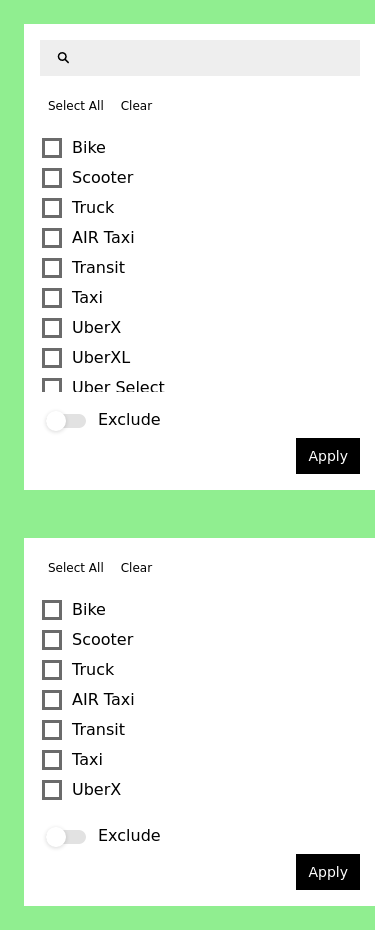 Select All Clear
Bike
Scooter
Truck
AIR Taxi
Transit
Taxi
UberX
UberXL
Uber Select
Exclude
Apply
Select All Clear
Bike
Scooter
Truck
AIR Taxi
Transit
Taxi
UberX
Exclude
Apply